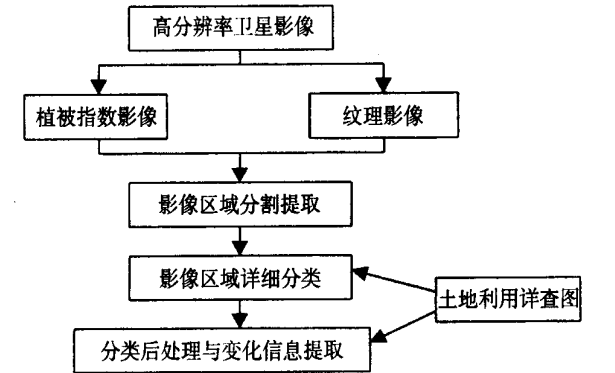 高分辨率卫星影像
植被指数影像
纹理影像
影像区域分割提取
影像区域详细分类
土地利用详查图
分类后处理与变化信息提取